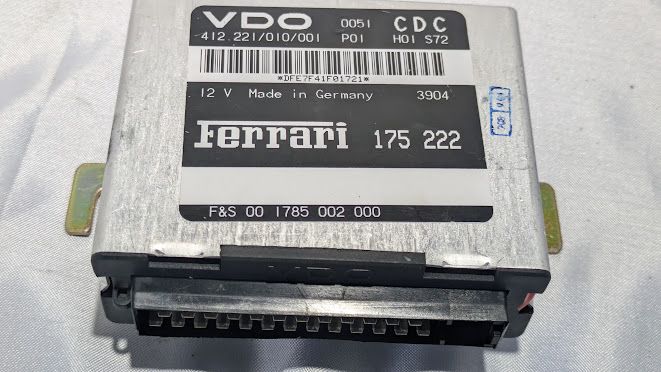 VDO 0051 CDC
412.221/010/001 P01 H01 S72
*DFE7F41F01721*
12 V Made in Germany 3904
Ferrari 175 222
F&S 00 1785 002 000
VDO